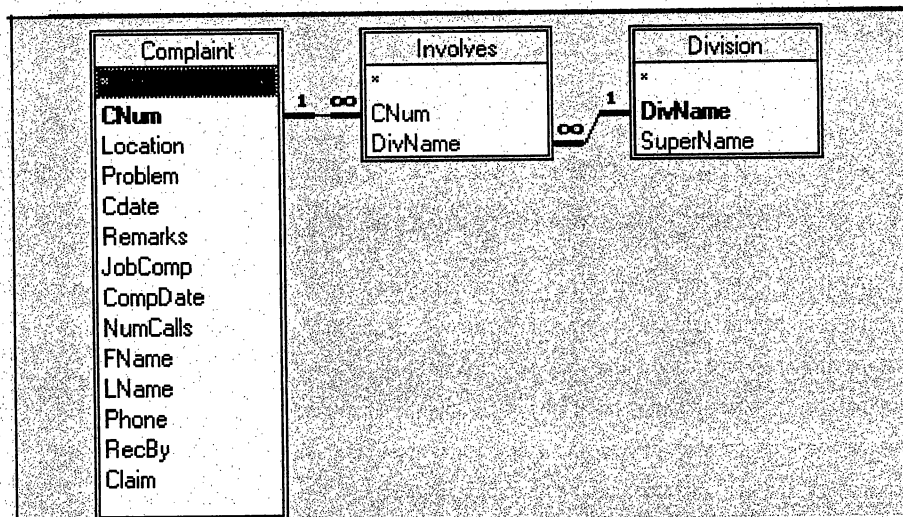 Complaint
*
CNum
Location
Problem
Cdate
Remarks
JobComp
CompDate
NumCalls
FName
LName
Phone
RecBy
Claim
1 ∞
Involves
*
CNum
DivName
∞ 1
Division
*
DivName
SuperName